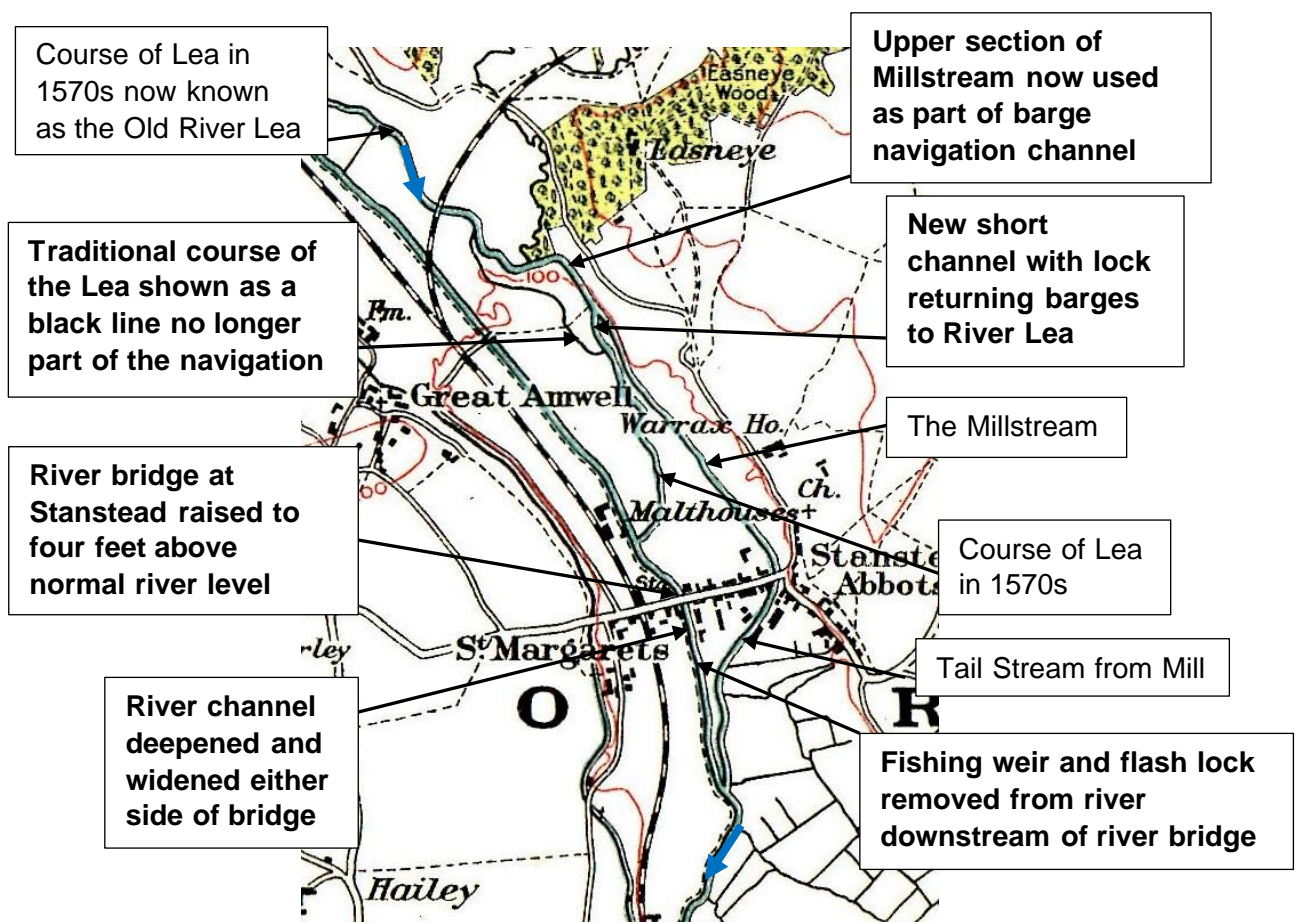 Course of Lea in
1570s now known
as the Old River Lea
Upper section of
Millstream now used
as part of barge
navigation channel
Easneye
Wood
Easneye
Traditional course of
the Lea shown as a
black line no longer
part of the navigation
New short
channel with lock
returning barges
to River Lea
100
Fm.
Great Amwell
Warrax Ho.
The Millstream
River bridge at
Stanstead raised to
four feet above
normal river level
Ch.
Malthouses
Course of Lea
in 1570s
Stanste
Abbots
Sta.
St. Margarets
rley
Tail Stream from Mill
River channel
deepened and
widened either
side of bridge
O
R
Fishing weir and flash lock
removed from river
downstream of river bridge
Hailey